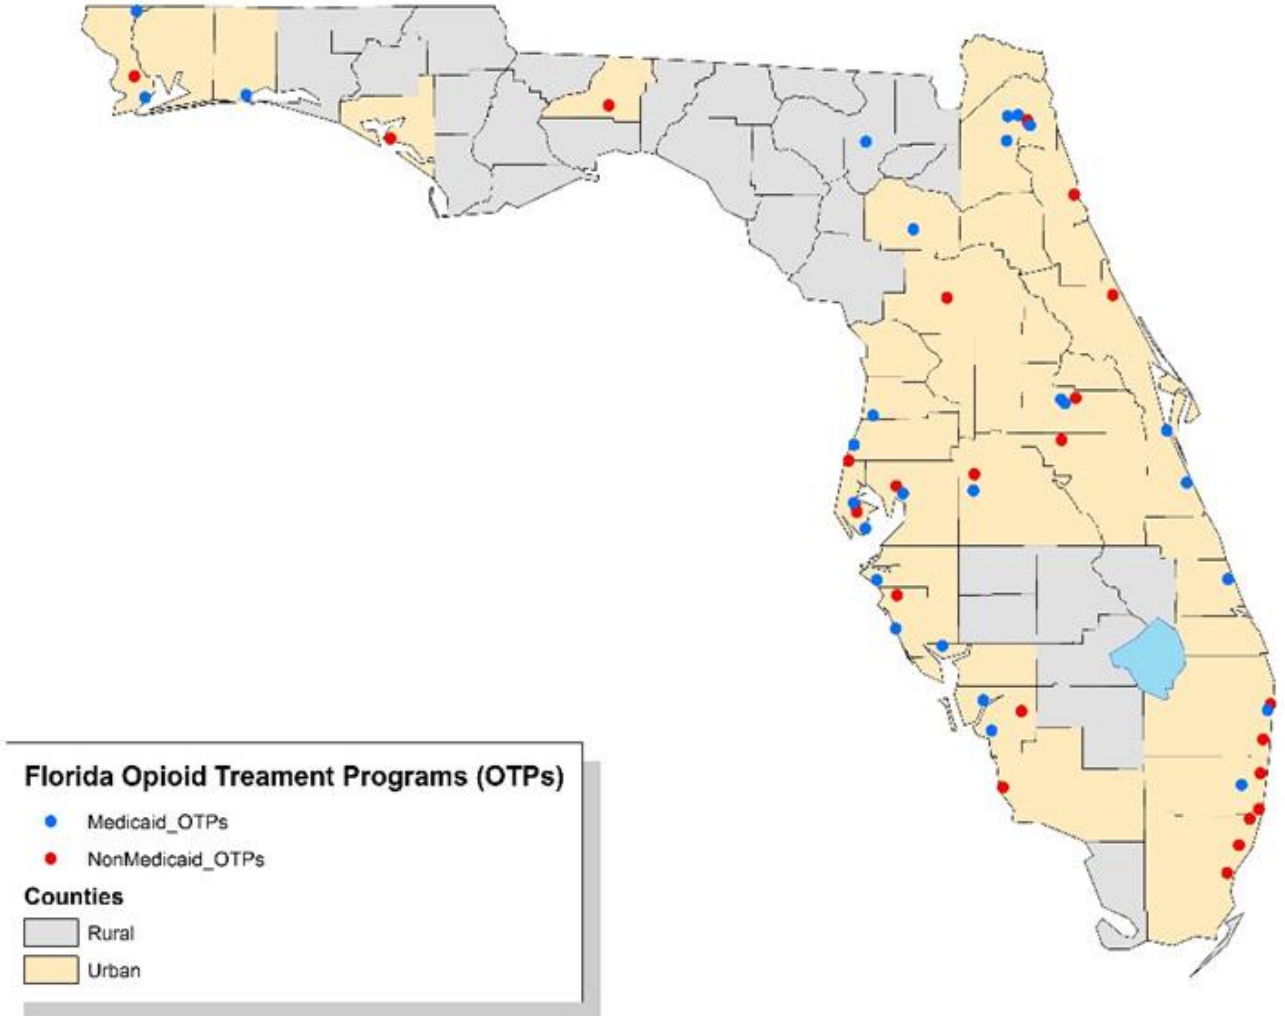 Florida Opioid Treament Programs (OTPs)
Medicaid_OTPs
NonMedicaid_OTPs
Counties
Rural
Urban